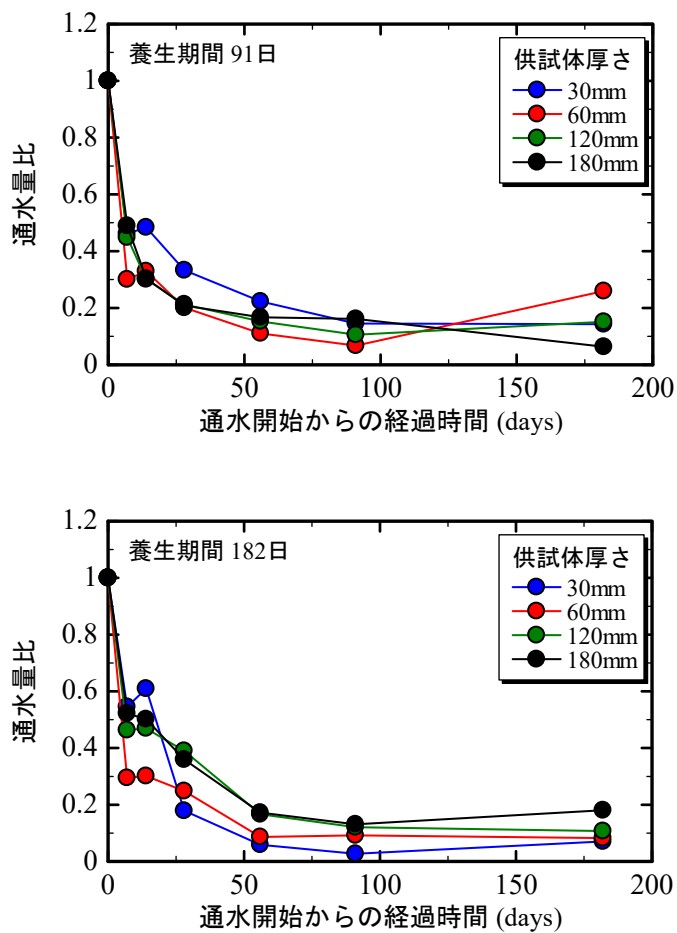 1.2
1
0.8
0.6
0.4
0.2
0
通水量比
養生期間 91日
供試体厚さ
30mm
60mm
120mm
180mm
0 50 100 150 200
通水開始からの経過時間 (days)
1.2
1
0.8
0.6
0.4
0.2
0
通水量比
養生期間 182日
供試体厚さ
30mm
60mm
120mm
180mm
0 50 100 150 200
通水開始からの経過時間 (days)